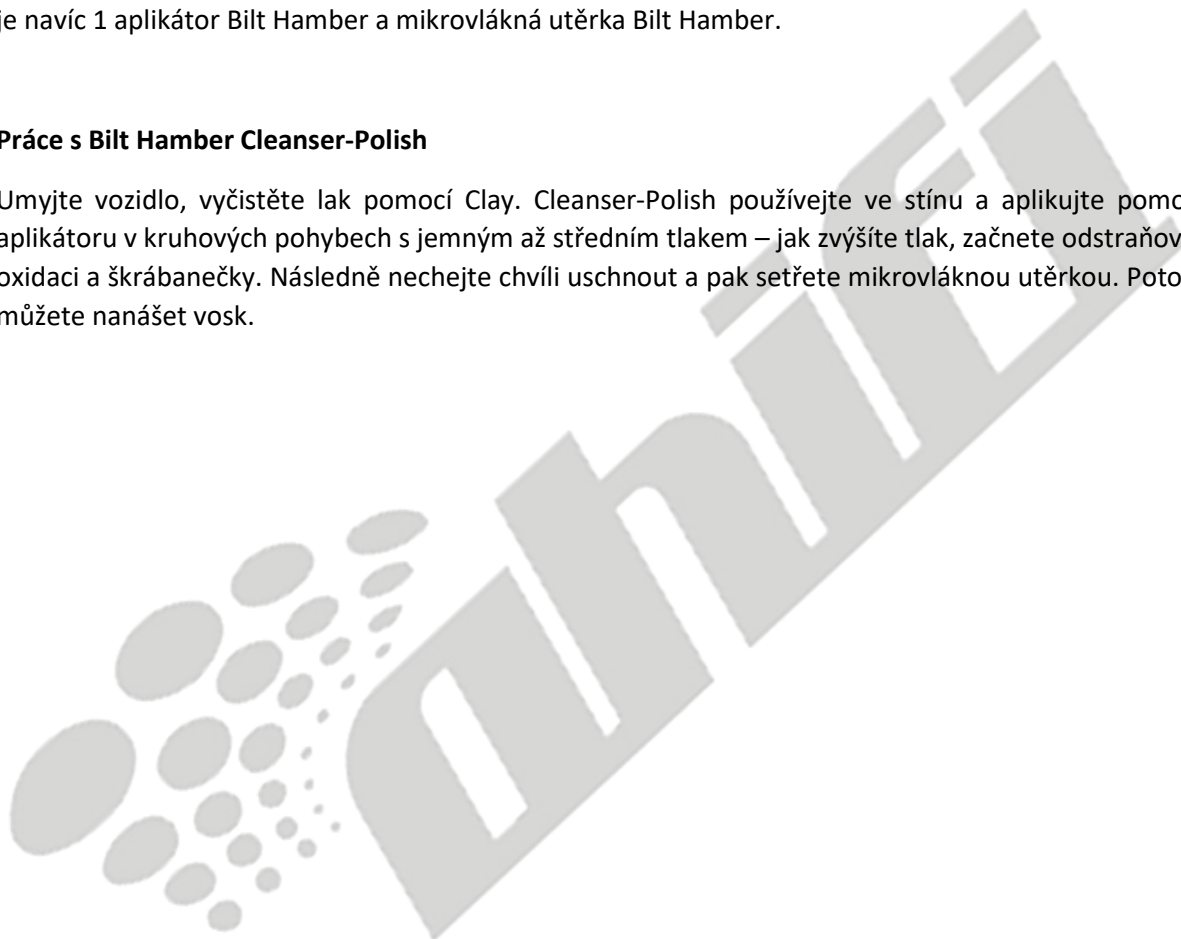 je navíc 1 aplikátor Bilt Hamber a mikrovlákná utěrka Bilt Hamber.
Práce s Bilt Hamber Cleanser-Polish
Umyjte vozidlo, vyčistěte lak pomocí Clay. Cleanser-Polish používejte ve stínu a aplikujte pomo
aplikátoru v kruhových pohybech s jemným až středním tlakem – jak zvýšíte tlak, začnete odstraňov
oxidaci a škrábanečky. Následně nechejte chvíli uschnout a pak setřete mikrovláknou utěrkou. Poto
můžete nanášet vosk.
ahifi